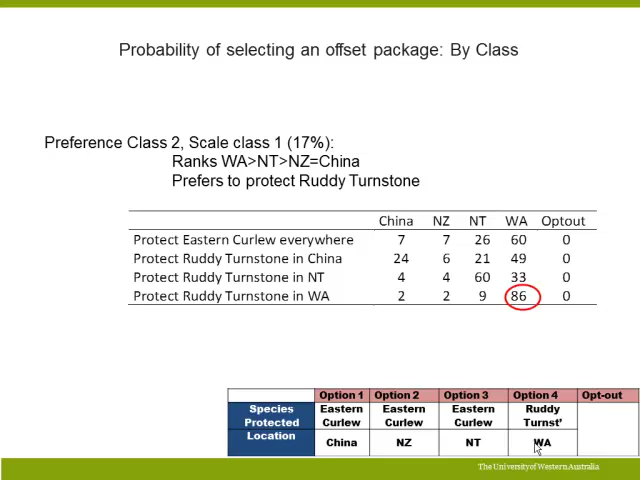 Probability of selecting an offset package: By Class
Preference Class 2, Scale class 1 (17%):
Ranks WA>NT>NZ=China
Prefers to protect Ruddy Turnstone
China NZ NT WA Optout
Protect Eastern Curlew everywhere 7 7 26 60 0
Protect Ruddy Turnstone in China 24 6 21 49 0
Protect Ruddy Turnstone in NT 4 4 60 33 0
Protect Ruddy Turnstone in WA 2 2 9 86 0
Option 1 Option 2 Option 3 Option 4 Opt-out
Species Protected Eastern Curlew Eastern Curlew Eastern Curlew Ruddy Turnst’
Location China NZ NT WA
The University of Western Australia